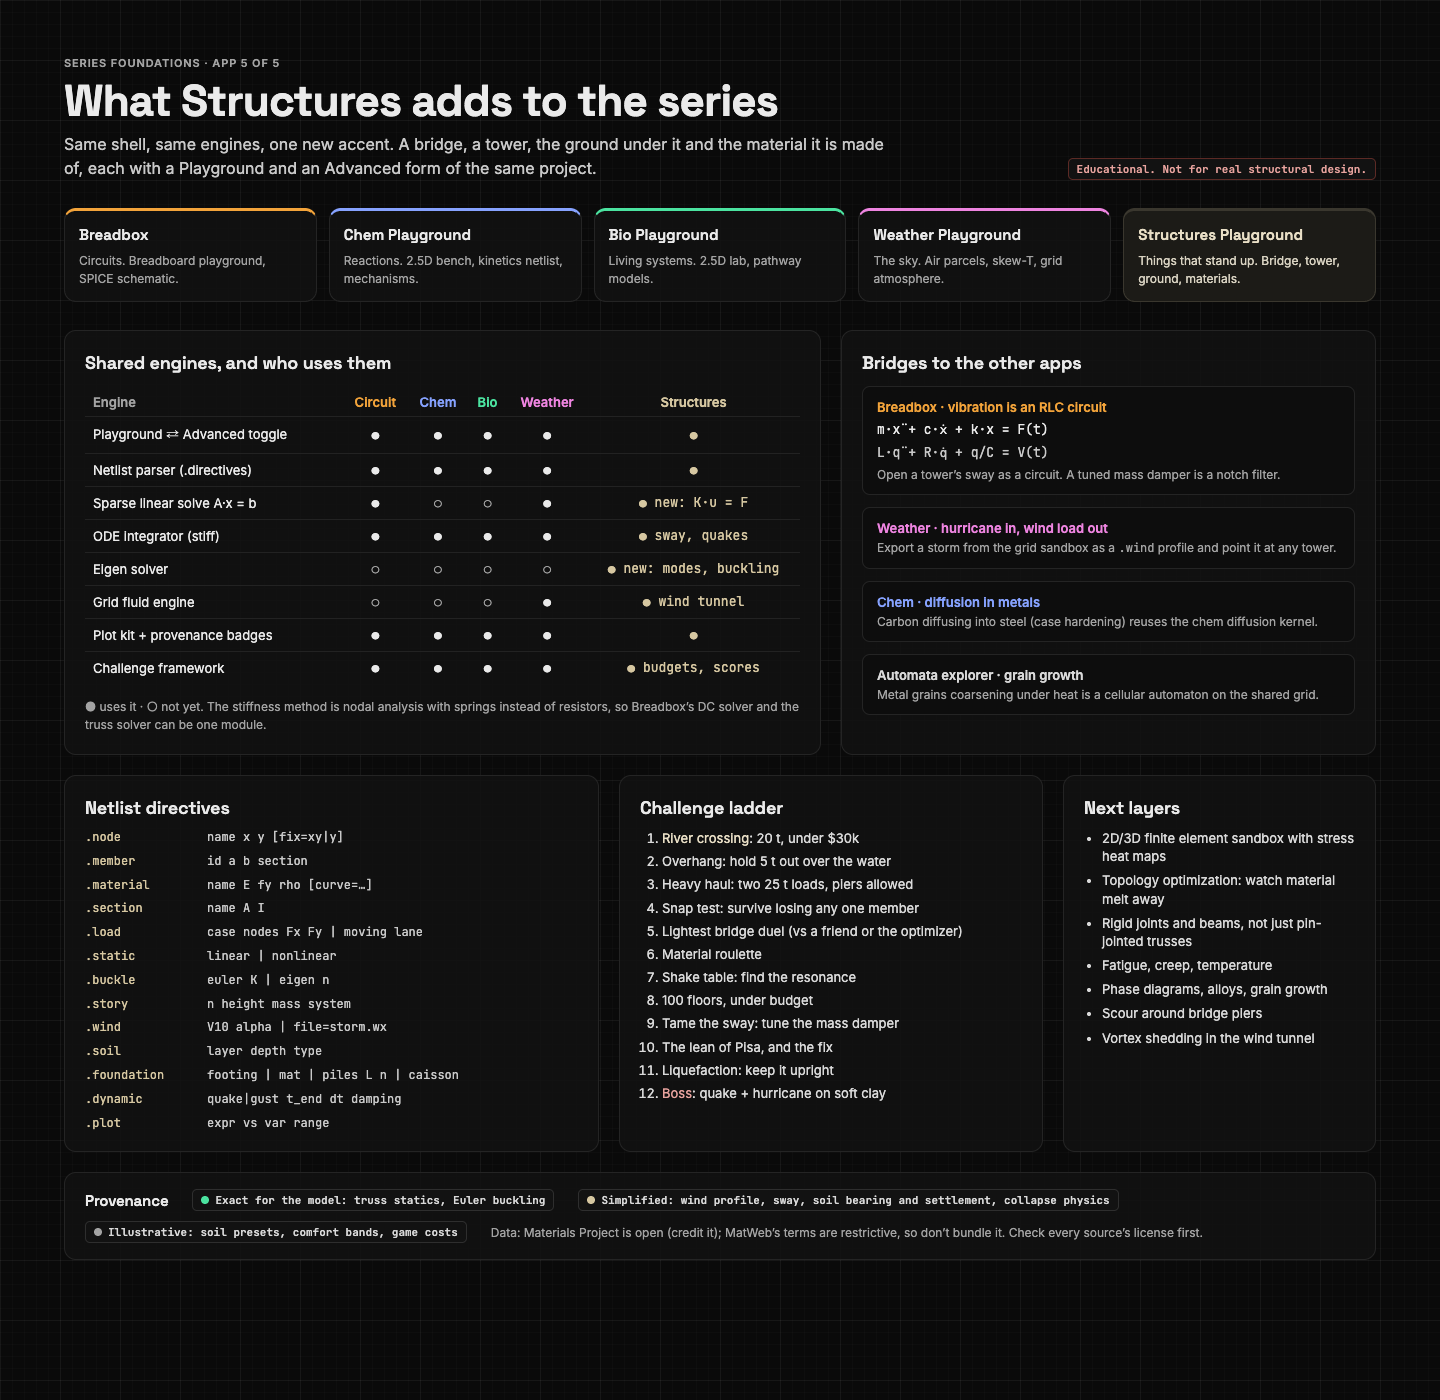 SERIES FOUNDATIONS · APP 5 OF 5
What Structures adds to the series
Same shell, same engines, one new accent. A bridge, a tower, the ground under it and the material it is made
of, each with a Playground and an Advanced form of the same project.
Educational. Not for real structural design.
Breadbox
Circuits. Breadboard playground,
SPICE schematic.
Chem Playground
Reactions. 2.5D bench, kinetics netlist,
mechanisms.
Bio Playground
Living systems. 2.5D lab, pathway
models.
Weather Playground
The sky. Air parcels, skew-T, grid
atmosphere.
Structures Playground
Things that stand up. Bridge, tower,
ground, materials.
Shared engines, and who uses them
Engine Circuit Chem Bio Weather Structures
Playground ⇄ Advanced toggle ● ● ● ● ●
Netlist parser (.directives) ● ● ● ● ●
Sparse linear solve A·x = b ● ○ ○ ● ● new: K·u = F
ODE integrator (stiff) ● ● ● ● ● sway, quakes
Eigen solver ○ ○ ○ ○ ● new: modes, buckling
Grid fluid engine ○ ○ ○ ● ● wind tunnel
Plot kit + provenance badges ● ● ● ● ●
Challenge framework ● ● ● ● ● budgets, scores
● uses it · ○ not yet. The stiffness method is nodal analysis with springs instead of resistors, so Breadbox's DC solver and the
truss solver can be one module.
Bridges to the other apps
Breadbox · vibration is an RLC circuit
m·x¨+ c·ẋ + k·x = F(t)
L·q¨+ R·q̇ + q/C = V(t)
Open a tower's sway as a circuit. A tuned mass damper is a notch filter.
Weather · hurricane in, wind load out
Export a storm from the grid sandbox as a .wind profile and point it at any tower.
Chem · diffusion in metals
Carbon diffusing into steel (case hardening) reuses the chem diffusion kernel.
Automata explorer · grain growth
Metal grains coarsening under heat is a cellular automaton on the shared grid.
Netlist directives
.node name x y [fix=xy|y]
.member id a b section
.material name E fy rho [curve=…]
.section name A I
.load case nodes Fx Fy | moving lane
.static linear | nonlinear
.buckle euler K | eigen n
.story n height mass system
.wind V10 alpha | file=storm.wx
.soil layer depth type
.foundation footing | mat | piles L n | caisson
.dynamic quake|gust t_end dt damping
.plot expr vs var range
Challenge ladder
1. River crossing: 20 t, under $30k
2. Overhang: hold 5 t out over the water
3. Heavy haul: two 25 t loads, piers allowed
4. Snap test: survive losing any one member
5. Lightest bridge duel (vs a friend or the optimizer)
6. Material roulette
7. Shake table: find the resonance
8. 100 floors, under budget
9. Tame the sway: tune the mass damper
10. The lean of Pisa, and the fix
11. Liquefaction: keep it upright
12. Boss: quake + hurricane on soft clay
Next layers
• 2D/3D finite element sandbox with stress
heat maps
• Topology optimization: watch material
melt away
• Rigid joints and beams, not just pin-
jointed trusses
• Fatigue, creep, temperature
• Phase diagrams, alloys, grain growth
• Scour around bridge piers
• Vortex shedding in the wind tunnel
Provenance
● Exact for the model: truss statics, Euler buckling
● Simplified: wind profile, sway, soil bearing and settlement, collapse physics
● Illustrative: soil presets, comfort bands, game costs
Data: Materials Project is open (credit it); MatWeb's terms are restrictive, so don't bundle it. Check every source's license first.